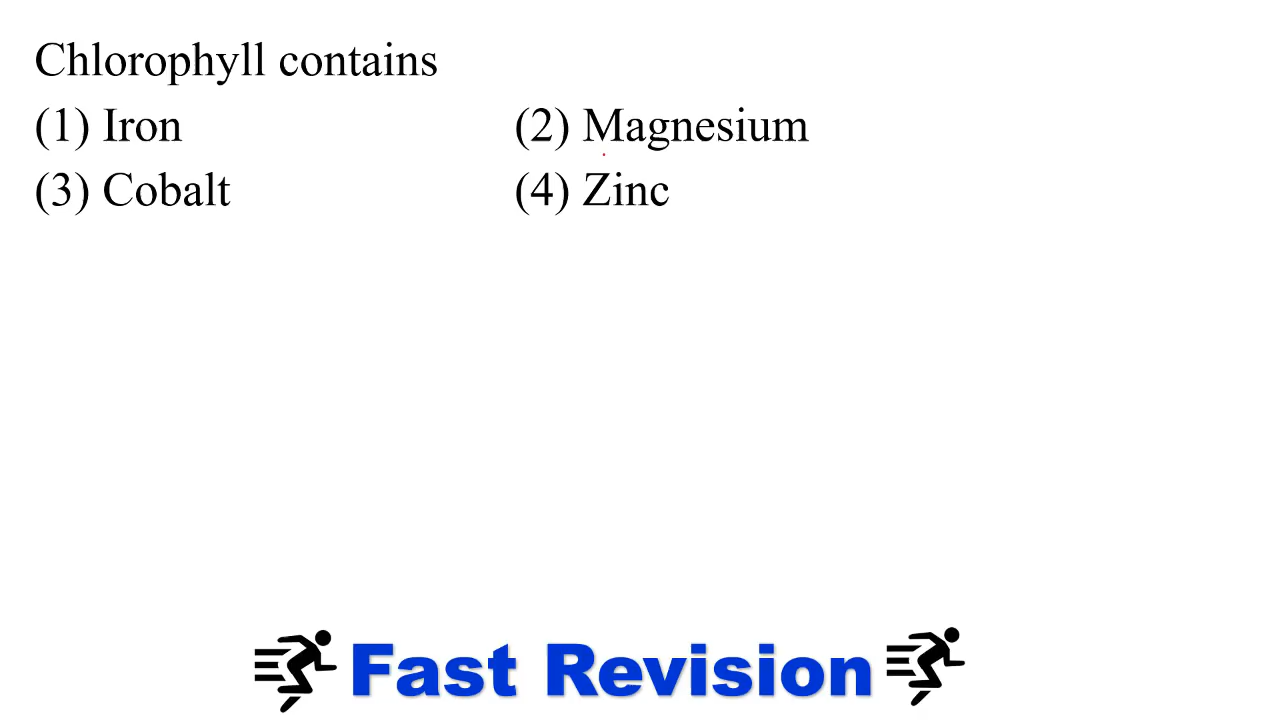 Chlorophyll contains
(1) Iron (2) Magnesium
(3) Cobalt (4) Zinc
Fast Revision